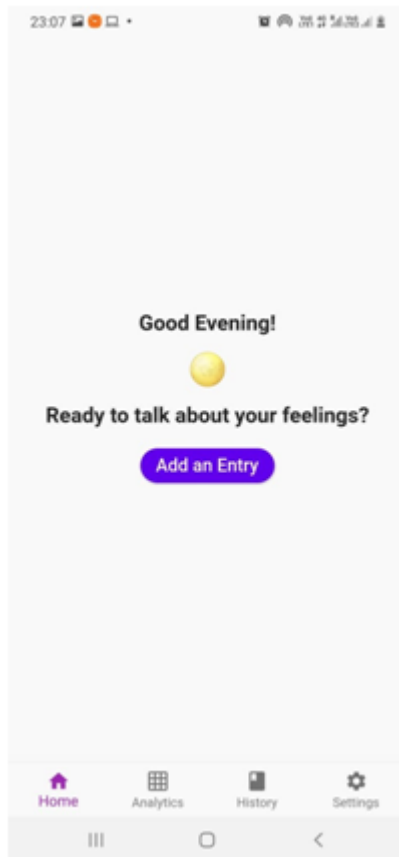 23:07
Good Evening!
Ready to talk about your feelings?
Add an Entry
Home
Analytics
History
Settings